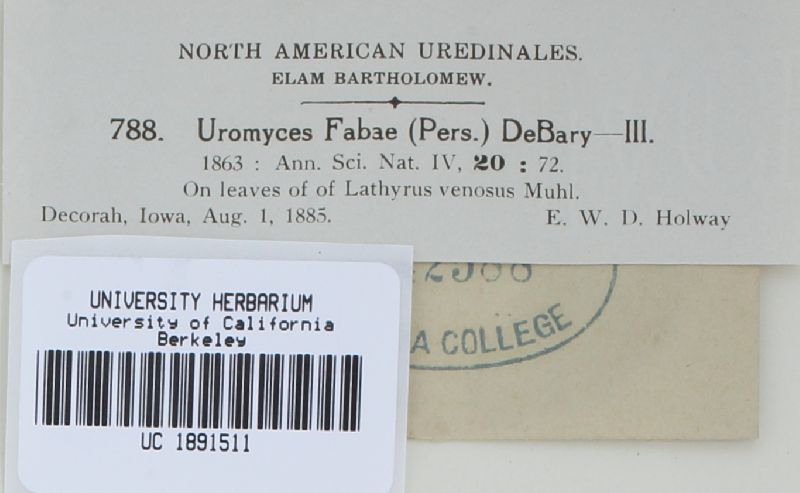 NORTH AMERICAN UREDINALES.
ELAM BARTHOLOMEW.
788. Uromyces Fabae (Pers.) DeBary—III.
1863 : Ann. Sci. Nat. IV, 20 : 72.
On leaves of of Lathyrus venosus Muhl.
Decorah, Iowa, Aug. 1, 1885. E. W. D. Holway
A COLLEGE
UNIVERSITY HERBARIUM
University of California
Berkeley
UC 1891511